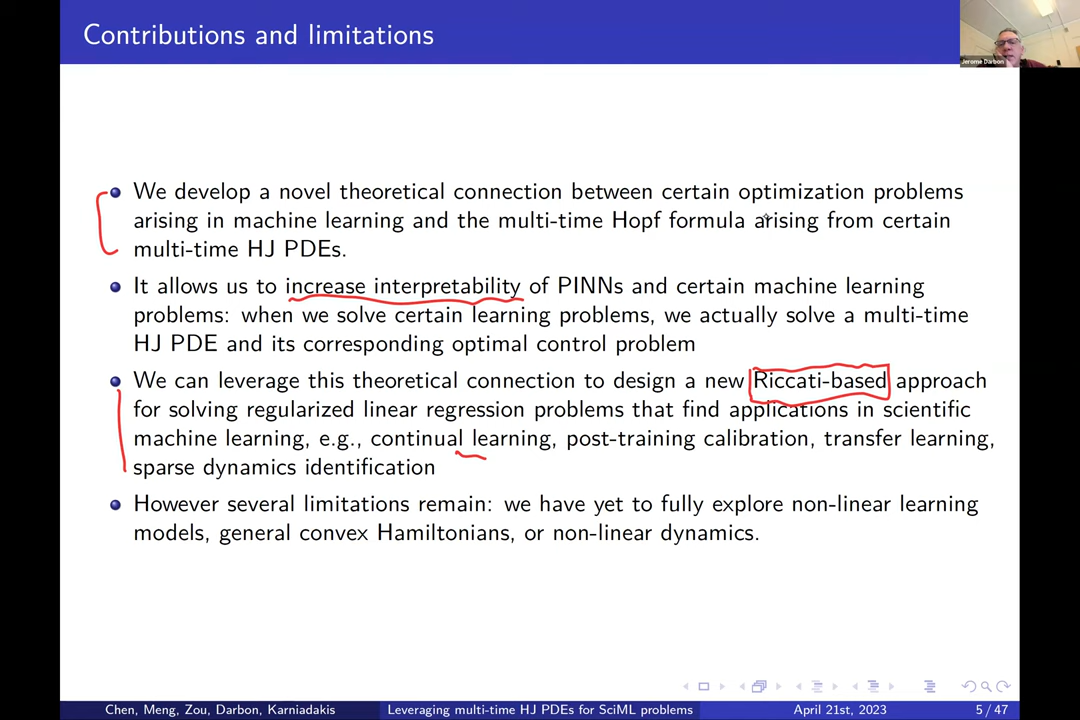 Contributions and limitations
Jerome Darbon
We develop a novel theoretical connection between certain optimization problems
arising in machine learning and the multi-time Hopf formula arising from certain
multi-time HJ PDEs.
It allows us to increase interpretability of PINNs and certain machine learning
problems: when we solve certain learning problems, we actually solve a multi-time
HJ PDE and its corresponding optimal control problem
We can leverage this theoretical connection to design a new Riccati-based approach
for solving regularized linear regression problems that find applications in scientific
machine learning, e.g., continual learning, post-training calibration, transfer learning,
sparse dynamics identification
However several limitations remain: we have yet to fully explore non-linear learning
models, general convex Hamiltonians, or non-linear dynamics.
Chen, Meng, Zou, Darbon, Karniadakis Leveraging multi-time HJ PDEs for SciML problems April 21st, 2023 5 / 47